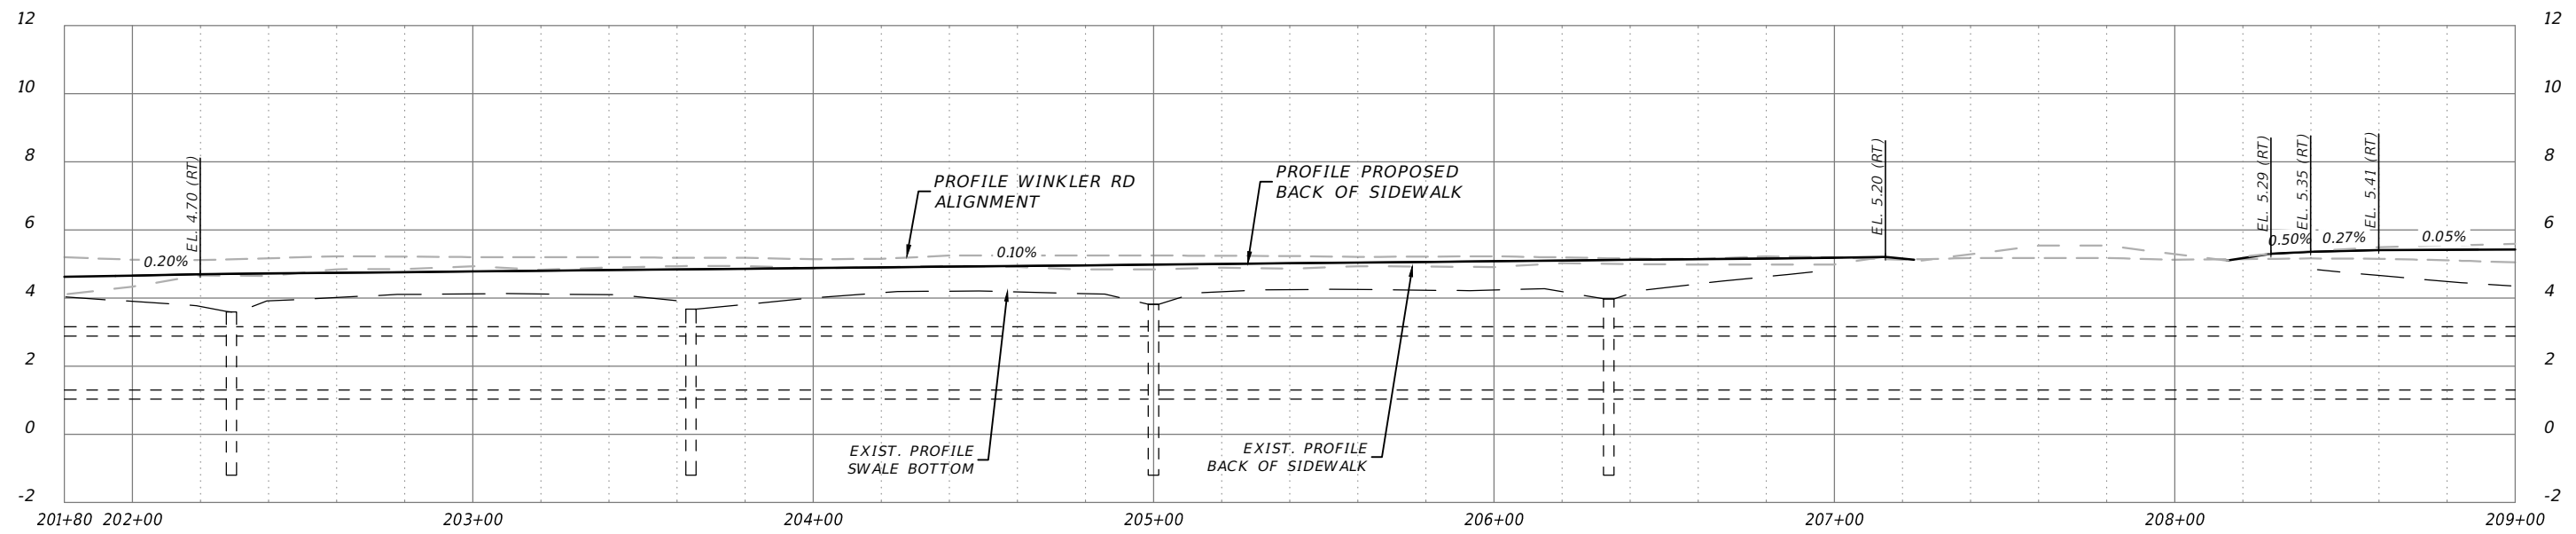 12
12
10
10
8
8
6
6
4
4
2
2
0
0
-2
-2
EL. 4.70 (RT)
EL. 5.20 (RT)
EL. 5.29 (RT)
EL. 5.35 (RT)
EL. 5.41 (RT)
PROFILE WINKLER RD
ALIGNMENT
PROFILE PROPOSED
BACK OF SIDEWALK
0.20%
0.10%
0.50%
0.27%
0.05%
EXIST. PROFILE
SWALE BOTTOM
EXIST. PROFILE
BACK OF SIDEWALK
201+80 202+00 203+00 204+00 205+00 206+00 207+00 208+00 209+00